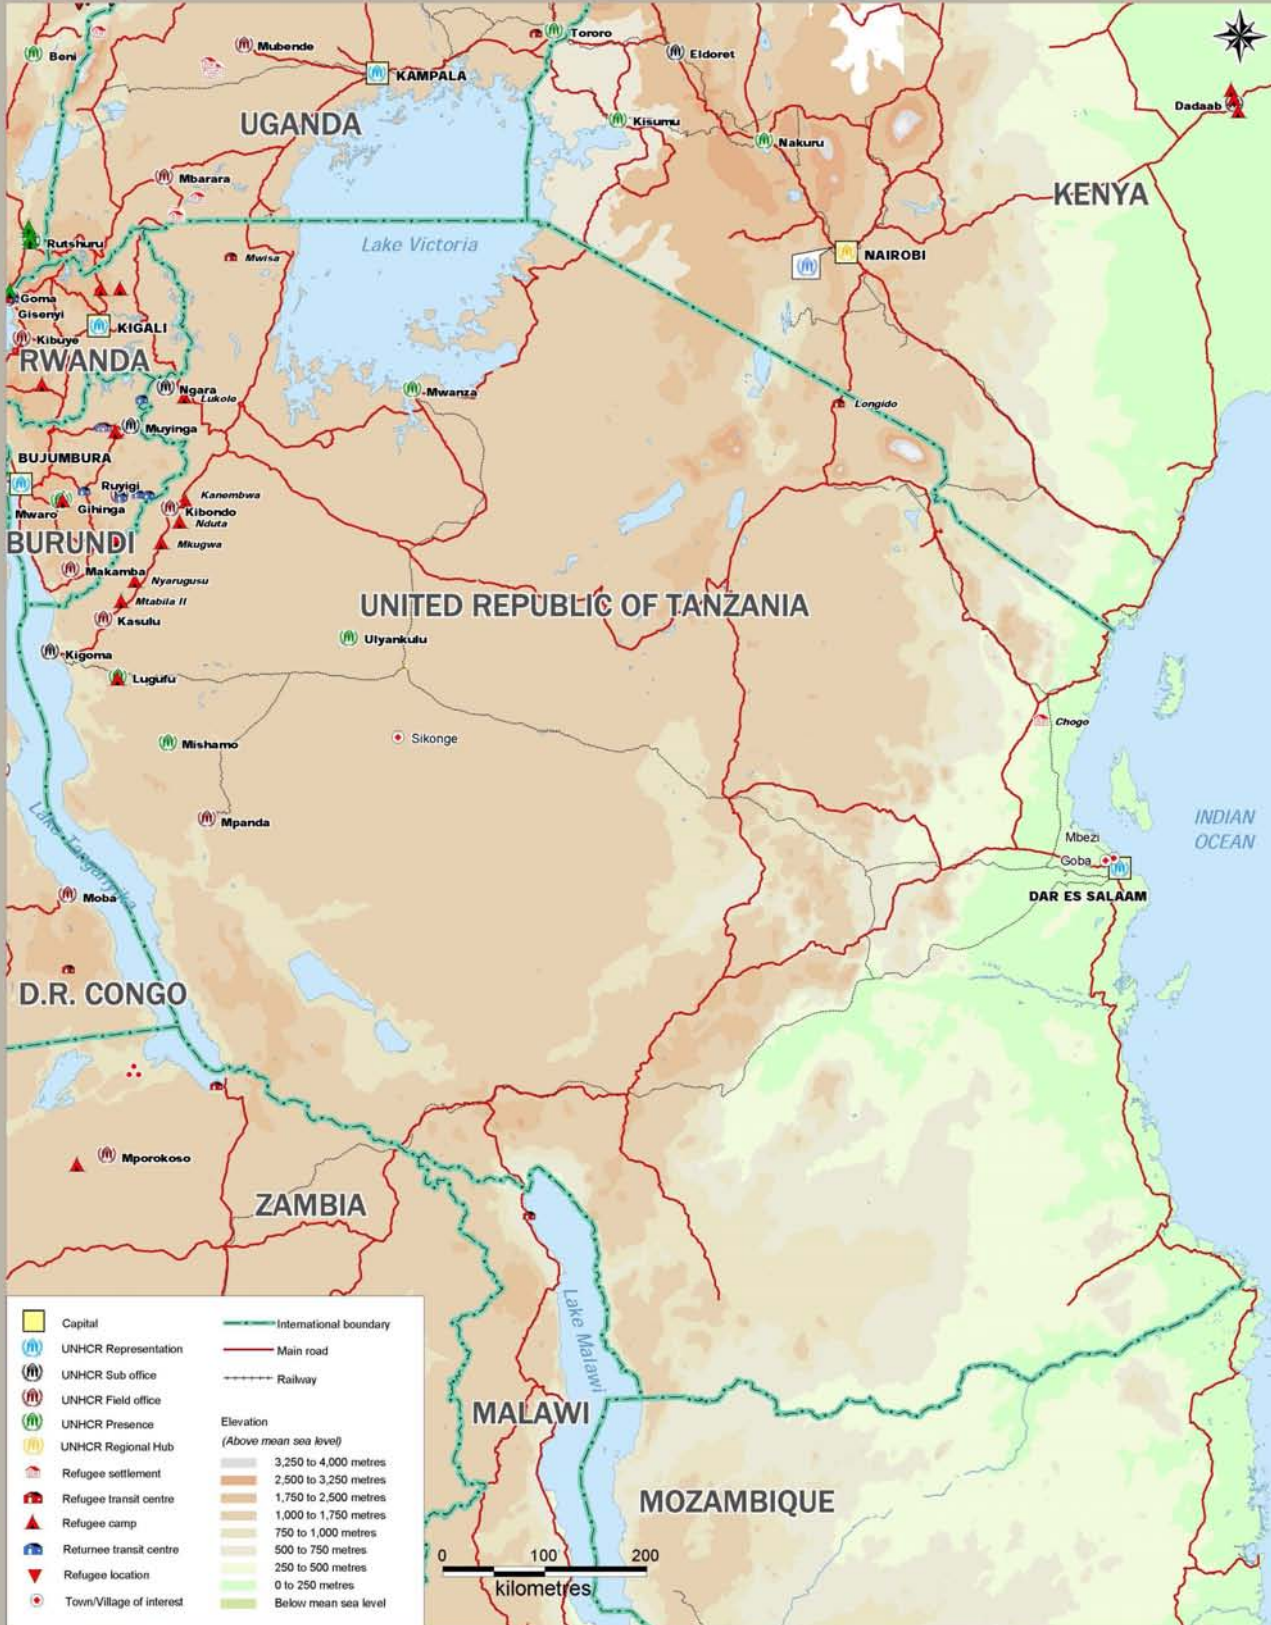 Beni
Mubende
KAMPALA
Tororo
Eldoret
Dadaab
UGANDA
Kisumu
Nakuru
Mbarara
KENYA
Rutshuru
Lake Victoria
Mwisa
NAIROBI
Goma
Gisenyi
KIGALI
Kibuye
RWANDA
Ngara
Lukole
Mwanza
Longido
Muyinga
BUJUMBURA
Ruyigi
Kanembwa
Mwaro
Gihinga
Kibondo
Nduta
BURUNDI
Mkugwa
Makamba
Nyarugusu
Mtabila II
UNITED REPUBLIC OF TANZANIA
Kasulu
Ulyankulu
Kigoma
Lugufu
Chogo
Mishamo
Sikonge
Lake Tanganyika
Mpanda
INDIAN
OCEAN
Mbezi
Goba
DAR ES SALAAM
Moba
D.R. CONGO
Mporokoso
ZAMBIA
Lake Malawi
MALAWI
MOZAMBIQUE
Capital
UNHCR Representation
UNHCR Sub office
UNHCR Field office
UNHCR Presence
UNHCR Regional Hub
Refugee settlement
Refugee transit centre
Refugee camp
Returnee transit centre
Refugee location
Town/Village of interest
International boundary
Main road
Railway
Elevation
(Above mean sea level)
3,250 to 4,000 metres
2,500 to 3,250 metres
1,750 to 2,500 metres
1,000 to 1,750 metres
750 to 1,000 metres
500 to 750 metres
250 to 500 metres
0 to 250 metres
Below mean sea level
0 100 200
kilometres